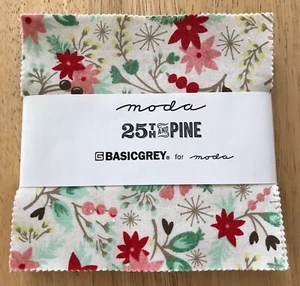 moda
25TH AND PINE
BASICGREY® for moda